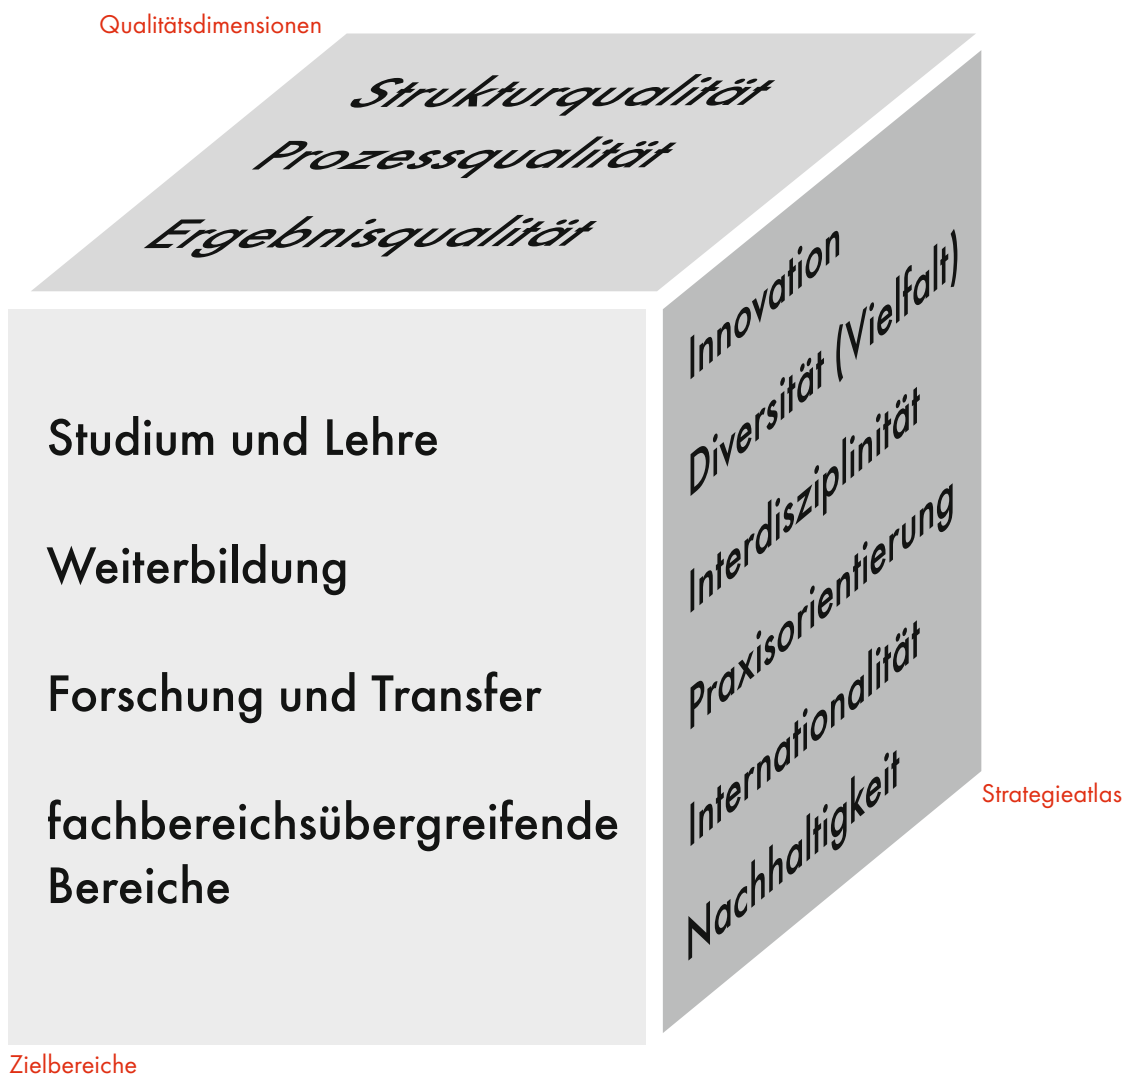 Qualitätsdimensionen
Strukturqualität
Prozessqualität
Ergebnisqualität
Studium und Lehre
Weiterbildung
Forschung und Transfer
fachbereichsübergreifende
Bereiche
Zielbereiche
Innovation
Diversität (Vielfalt)
Interdisziplinität
Praxisorientierung
Internationalität
Nachhaltigkeit
Strategieatlas